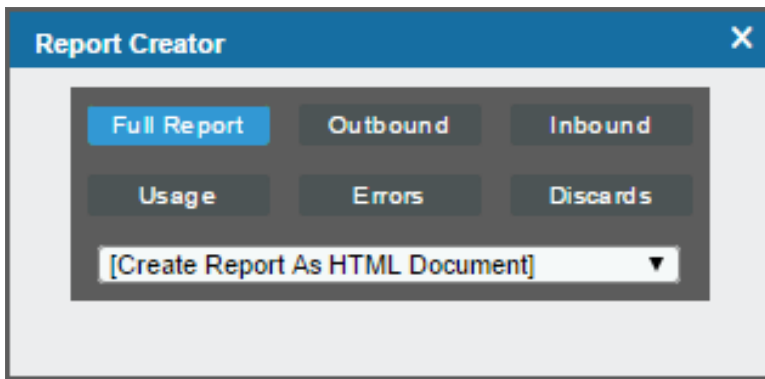 Report Creator
Full Report Outbound Inbound
Usage Errors Discards
[Create Report As HTML Document]